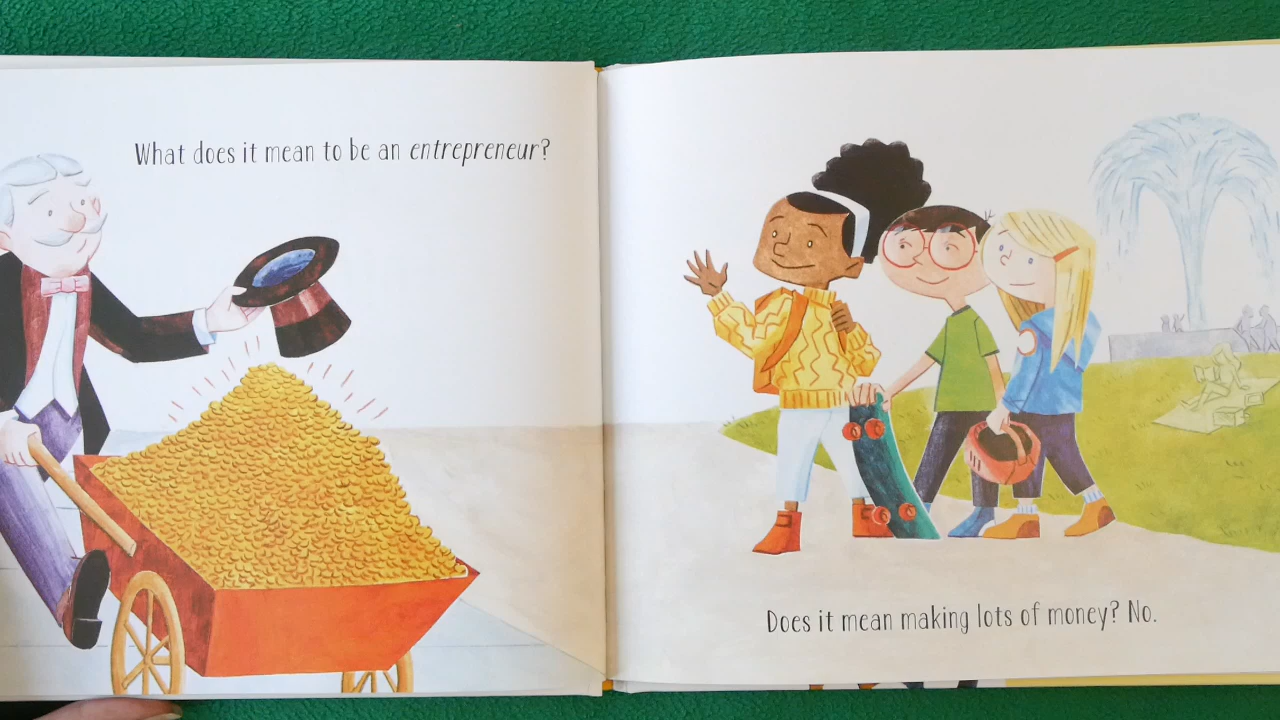 What does it mean to be an entrepreneur?
Does it mean making lots of money? No.